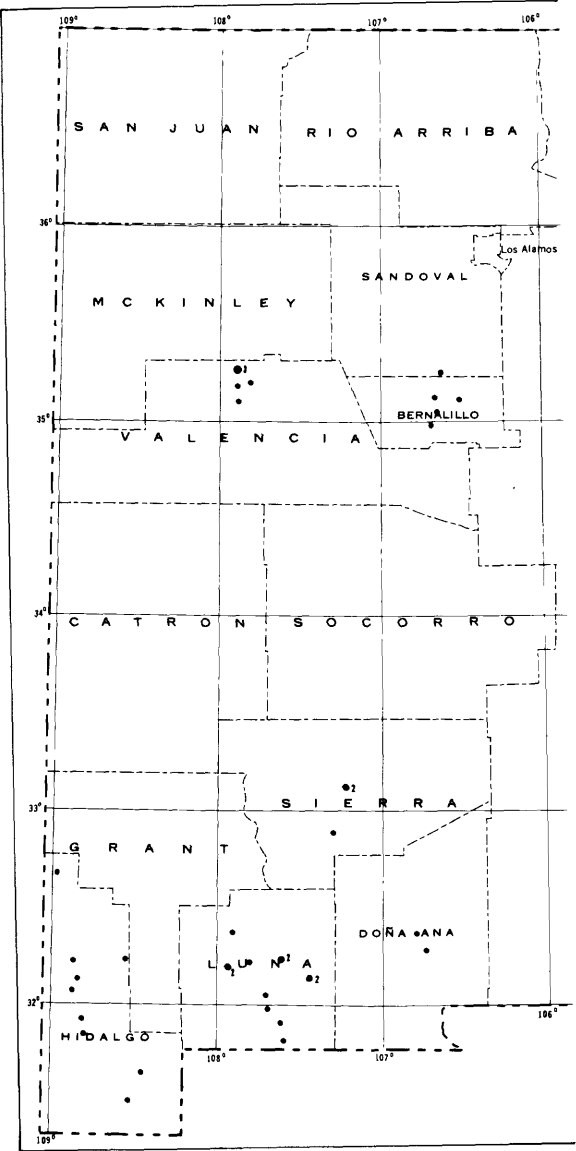 109° 108° 107° 106°
SAN JUAN RIO ARRIBA
36°
Los Alamos
SANDOVAL
MCKINLEY
3
35°
BERNALILLO
VALENCIA
34°
CATRON SOCORRO
2
33°
SIERRA
GRANT
DOÑA ANA
LUNA
2
2
2
32°
106°
108° 107°
HIDALGO
109°